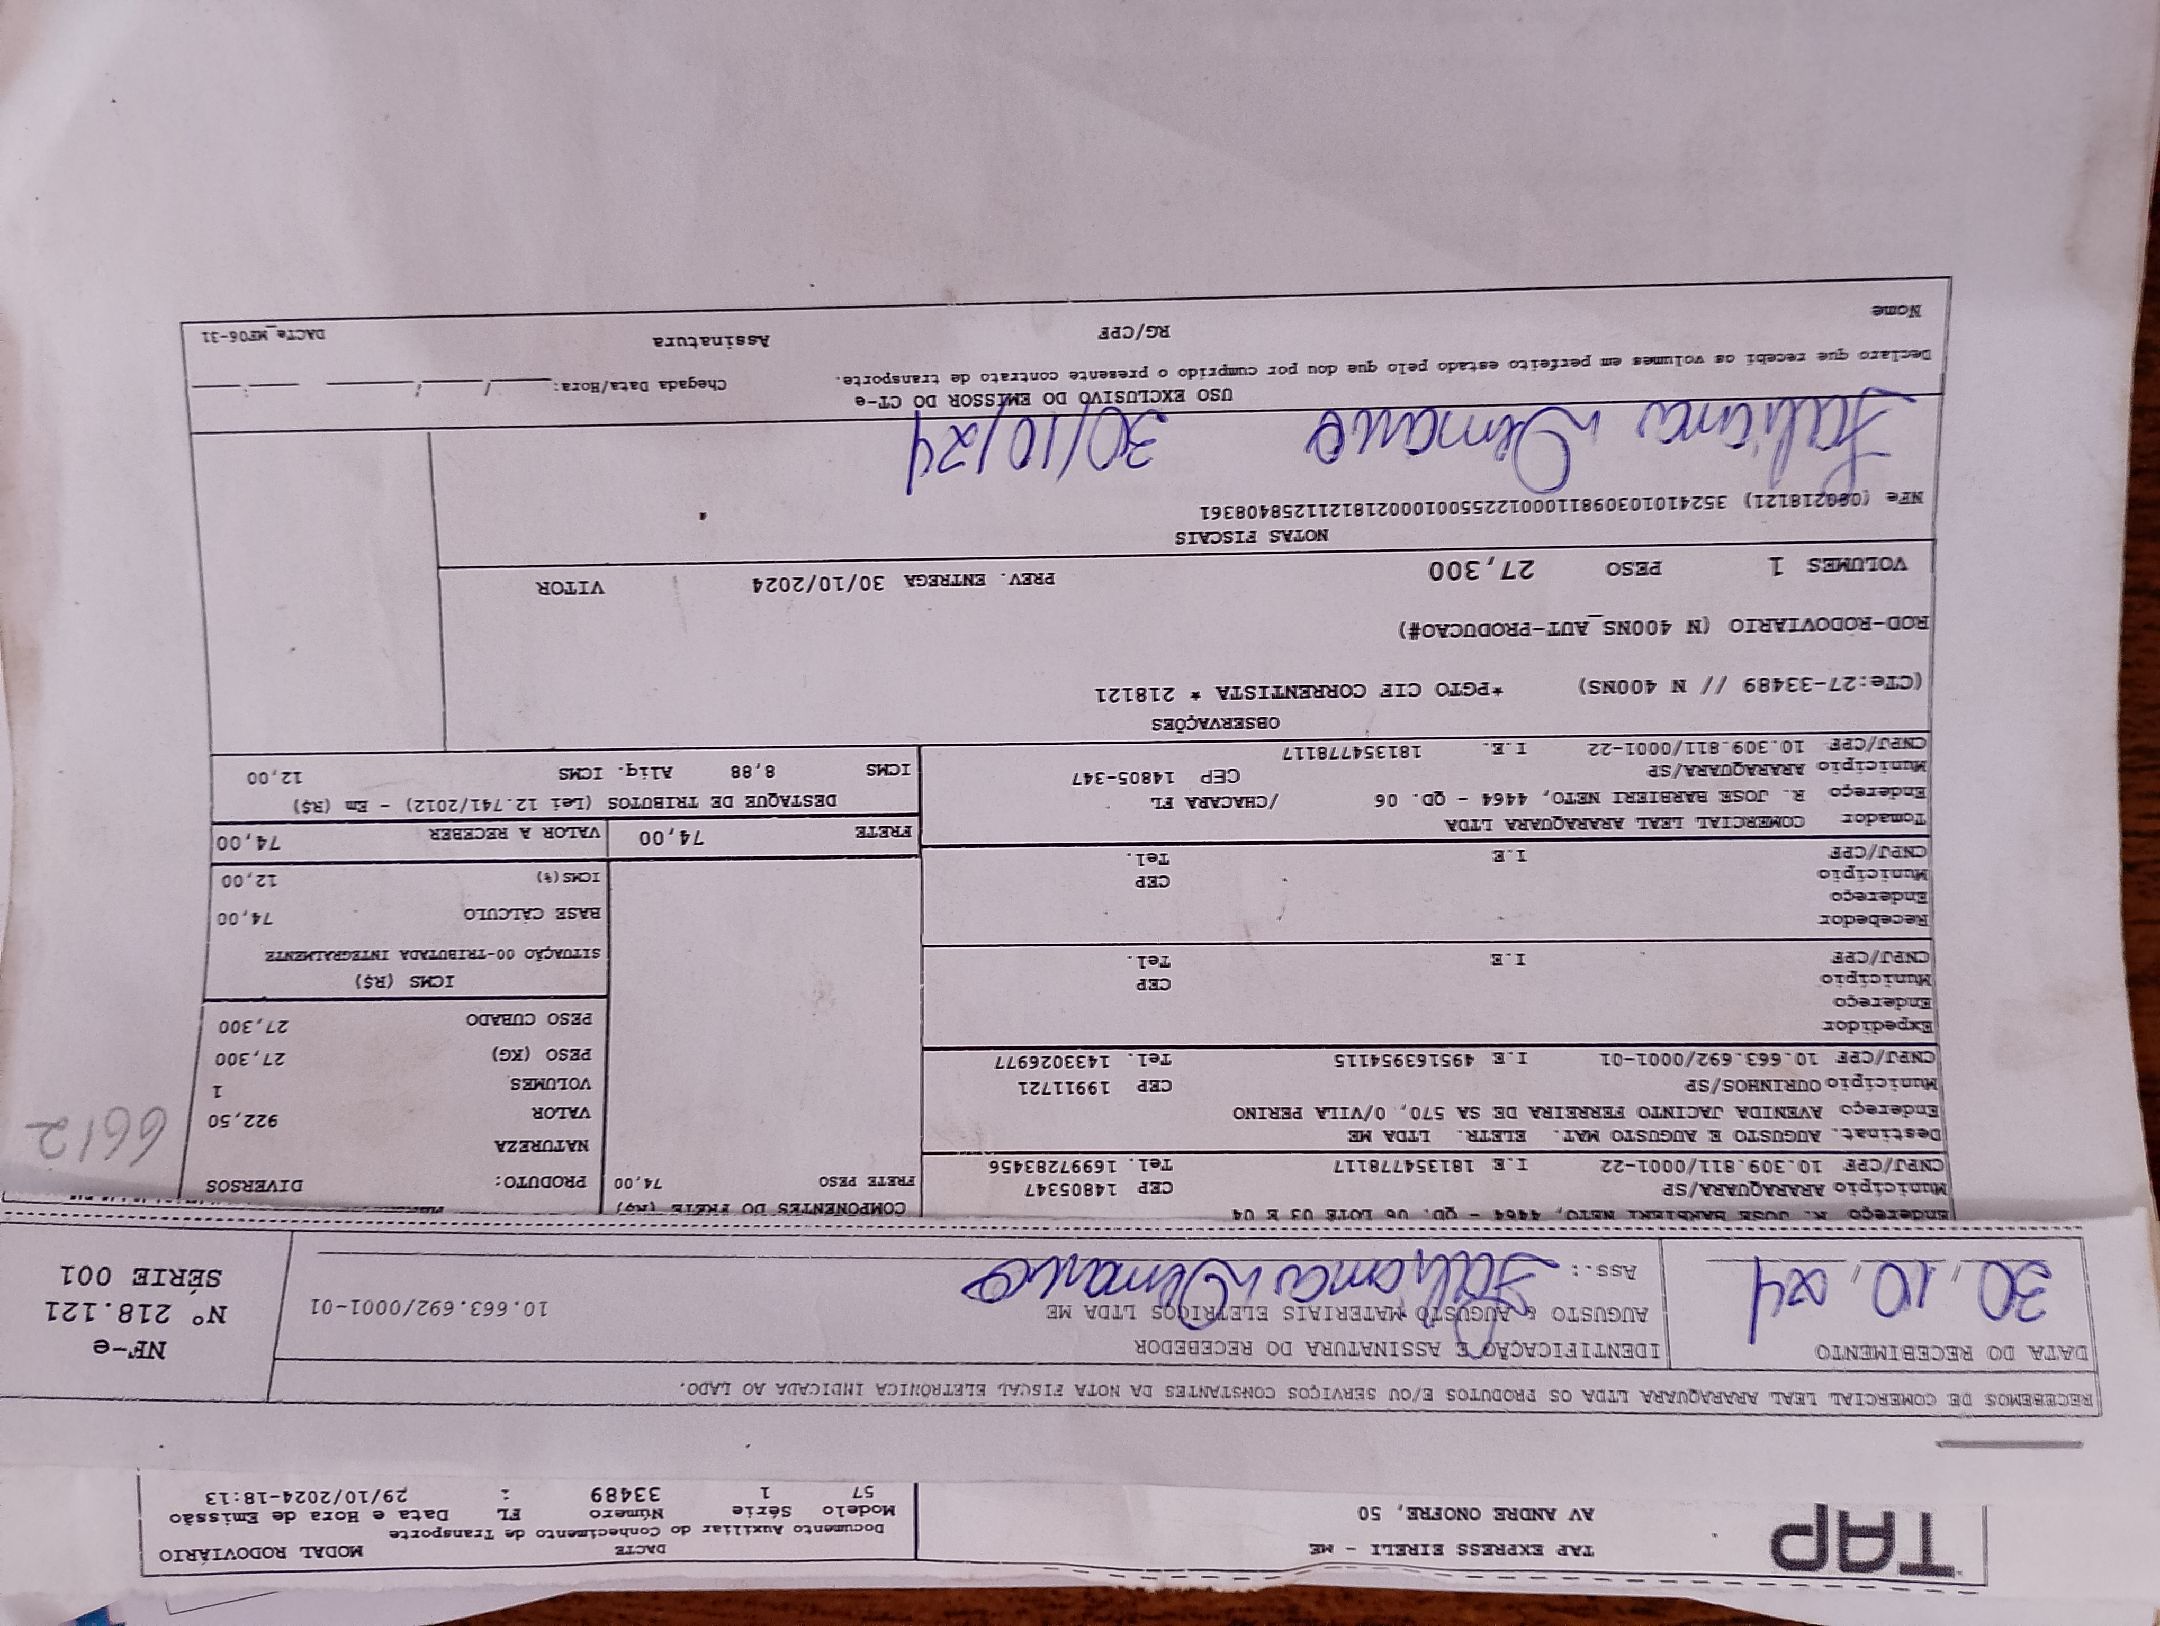 TAP
TAP EXPRESS EIRELI - ME
AV ANDRE ONOFRE, 50
DACTE
MODAL RODOVIÁRIO
Documento Auxiliar do Conhecimento de Transporte
Modelo Série Número FL Data e Hora de Emissão
57 1 33489 : 29/10/2024-18:13
RECEBEMOS DE COMERCIAL LEAL ARARAQUARA LTDA OS PRODUTOS E/OU SERVIÇOS CONSTANTES DA NOTA FISCAL ELETRÔNICA INDICADA AO LADO.
DATA DO RECEBIMENTO
30, 10, 24
IDENTIFICAÇÃO E ASSINATURA DO RECEBEDOR
AUGUSTO & AUGUSTO MATERIAIS ELETRICOS LTDA ME 10.663.692/0001-01
Ass.:
NF-e
Nº 218.121
SÉRIE 001
Endereço R. JOSE BARBIERI NETO, 4464 - QD. 06 LOTE 03 E 04
Município ARARAQUARA/SP CEP 14805347
CNPJ/CPF 10.309.811/0001-22 I.E 18135478117 Tel. 16997283456
Destinat. AUGUSTO E AUGUSTO MAT. ELETR. LTDA ME
Endereço AVENIDA JACINTO FERREIRA DE SA 570, 0/VILA PERINO
Município OURINHOS/SP CEP 19911721
CNPJ/CPF 10.663.692/0001-01 I.E 495163954115 Tel. 1433026977
Expedidor
Endereço
Município CEP
CNPJ/CPF I.E Tel.
Recebedor
Endereço
Município CEP
CNPJ/CPF I.E Tel.
Tomador COMERCIAL LEAL ARARAQUARA LTDA
Endereço R. JOSE BARBIERI NETO, 4464 - QD. 06 /CHACARA FL
Município ARARAQUARA/SP CEP 14805-347
CNPJ/CPF 10.309.811/0001-22 I.E. 181354778117
COMPONENTES DO FRETE (R$)
FRETE PESO 74,00
PRODUTO: DIVERSOS
NATUREZA
VALOR 922,50
VOLUMES 1
PESO (KG) 27,300
PESO CUBADO 27,300
6612
ICMS (R$)
SITUAÇÃO 00-TRIBUTADA INTEGRALMENTE
BASE CÁLCULO 74,00
ICMS(%) 12,00
FRETE 74,00 VALOR A RECEBER 74,00
DESTAQUE DE TRIBUTOS (Lei 12.741/2012) - Em (R$)
ICMS 8,88 Aliq. ICMS 12,00
OBSERVAÇÕES
(CTe:27-33489 // N 400NS) *PGTO CIF CORRENTISTA * 218121
ROD-RODOVIARIO (N 400NS_AUT-PRODUCAO#)
VOLUMES 1 PESO 27,300 PREV. ENTREGA 30/10/2024 VITOR
NOTAS FISCAIS
NFe (000218121) 35241010309811000122550010002181211258408361
30/10/24
USO EXCLUSIVO DO EMISSOR DO CT-e
Declaro que recebi os volumes em perfeito estado pelo que dou por cumprido o presente contrato de transporte.
Chegada Data/Hora: / / :
Nome RG/CPF Assinatura DACTe_MF06-31